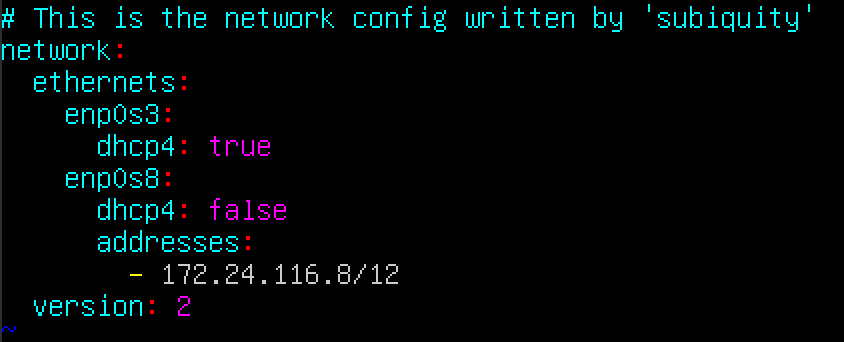 # This is the network config written by 'subiquity'
network:
  ethernets:
    enp0s3:
      dhcp4: true
    enp0s8:
      dhcp4: false
      addresses:
        - 172.24.116.8/12
  version: 2
~